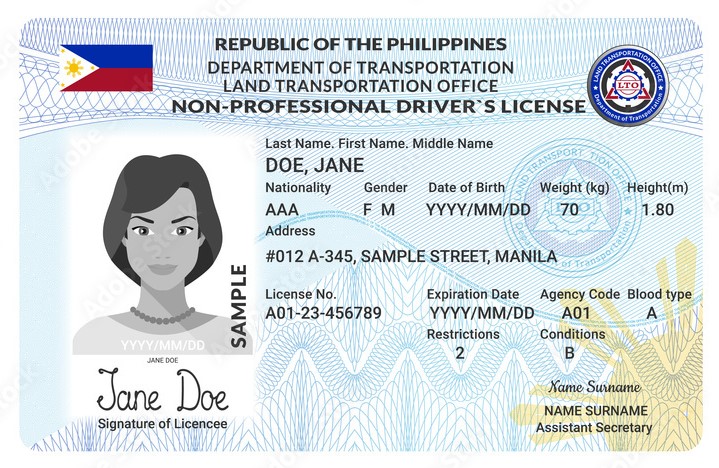 REPUBLIC OF THE PHILIPPINES
DEPARTMENT OF TRANSPORTATION
LAND TRANSPORTATION OFFICE
NON-PROFESSIONAL DRIVER`S LICENSE
LAND TRANSPORTATION OFFICE
LTO
Department of Transportation
Last Name. First Name. Middle Name
DOE, JANE
Nationality Gender Date of Birth Weight (kg) Height(m)
AAA F M YYYY/MM/DD 70 1.80
Address
#012 A-345, SAMPLE STREET, MANILA
License No. Expiration Date Agency Code Blood type
A01-23-456789 YYYY/MM/DD A01 A
Restrictions Conditions
2 B
SAMPLE
YYYY/MM/DD
JANE DOE
Jane Doe
Signature of Licencee
Name Surname
NAME SURNAME
Assistant Secretary